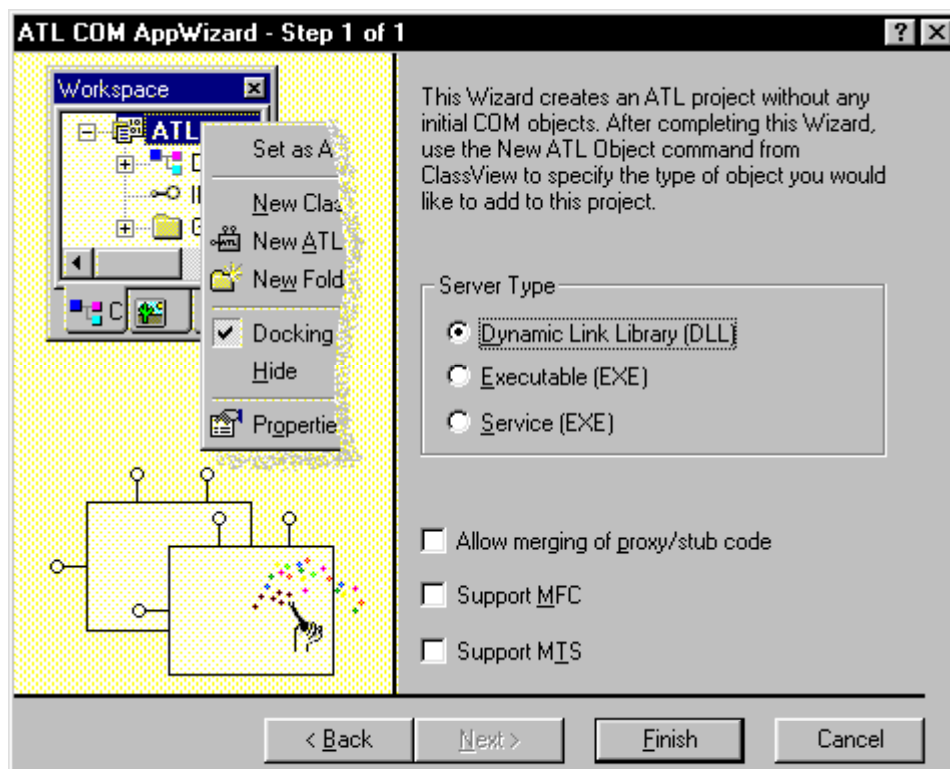 ATL COM AppWizard - Step 1 of 1
Workspace
ATL
Set as A
New Clas
New ATL
New Fold
Docking
Hide
Propertie
C
This Wizard creates an ATL project without any
initial COM objects. After completing this Wizard,
use the New ATL Object command from
ClassView to specify the type of object you would
like to add to this project.
Server Type
Dynamic Link Library (DLL)
Executable (EXE)
Service (EXE)
Allow merging of proxy/stub code
Support MFC
Support MTS
< Back
Next >
Finish
Cancel